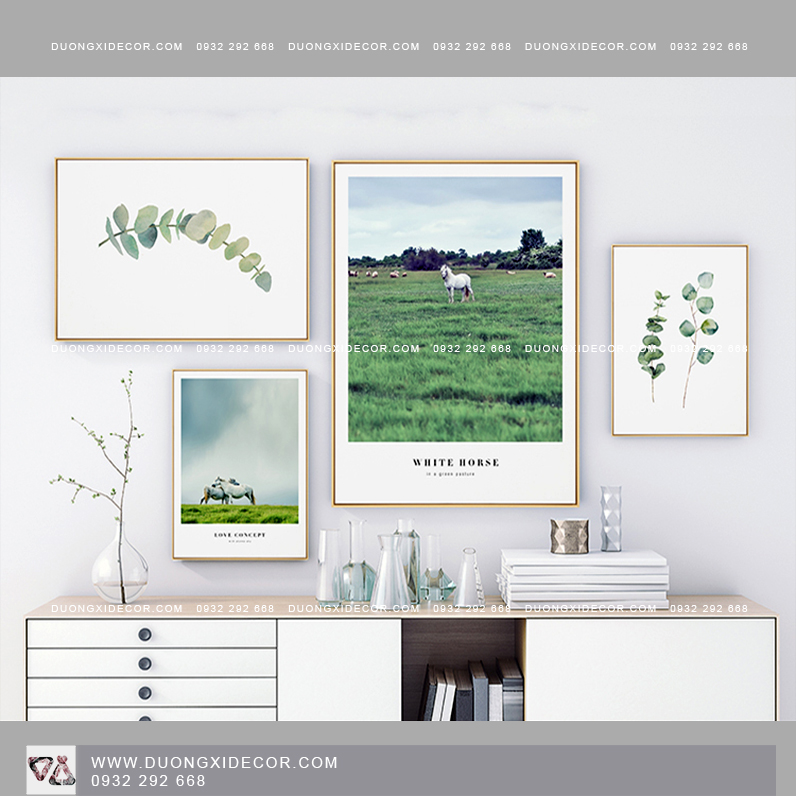 DUONGXIDECOR.COM 0932 292 668 DUONGXIDECOR.COM 0932 292 668 DUONGXIDECOR.COM 0932 292 668
DUONGXIDECOR.COM 0932 292 668 DUONGXIDECOR.COM 0932 292 668 DUONGXIDECOR.COM 0932 292 668
WHITE HORSE
in a green pasture
LOVE CONCEPT
DUONGXIDECOR.COM 0932 292 668 DUONGXIDECOR.COM 0932 292 668 DUONGXIDECOR.COM 0932 292 668
WWW.DUONGXIDECOR.COM
0932 292 668